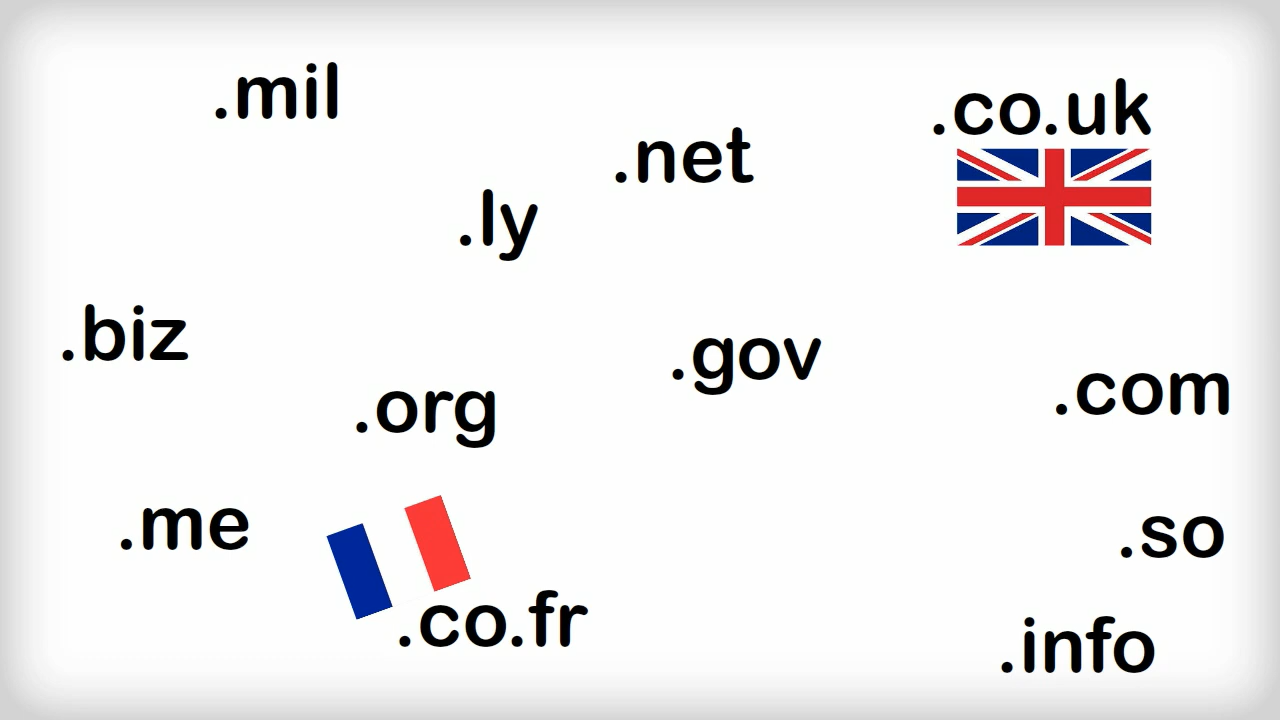 .mil
.co.uk
.net
.ly
.biz
.gov
.com
.org
.me
.so
.co.fr
.info